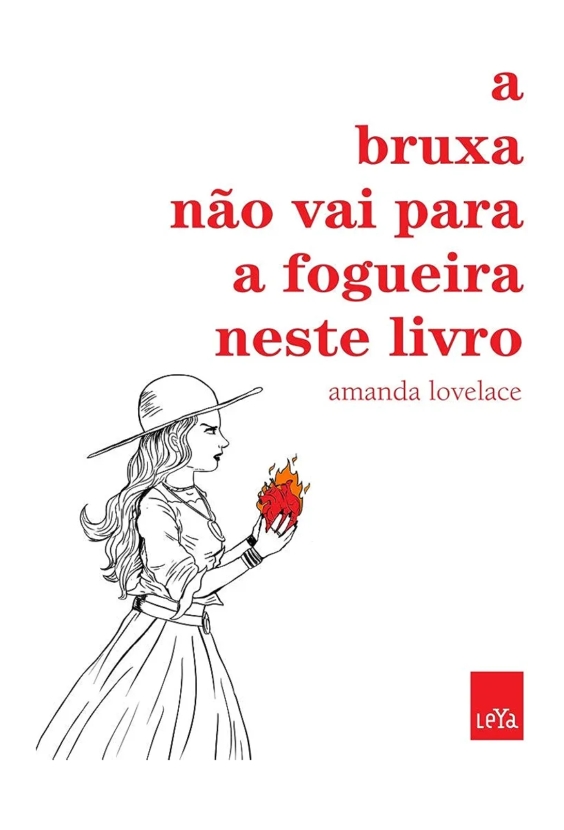 a
bruxa
não vai para
a fogueira
neste livro
amanda lovelace
LeYa